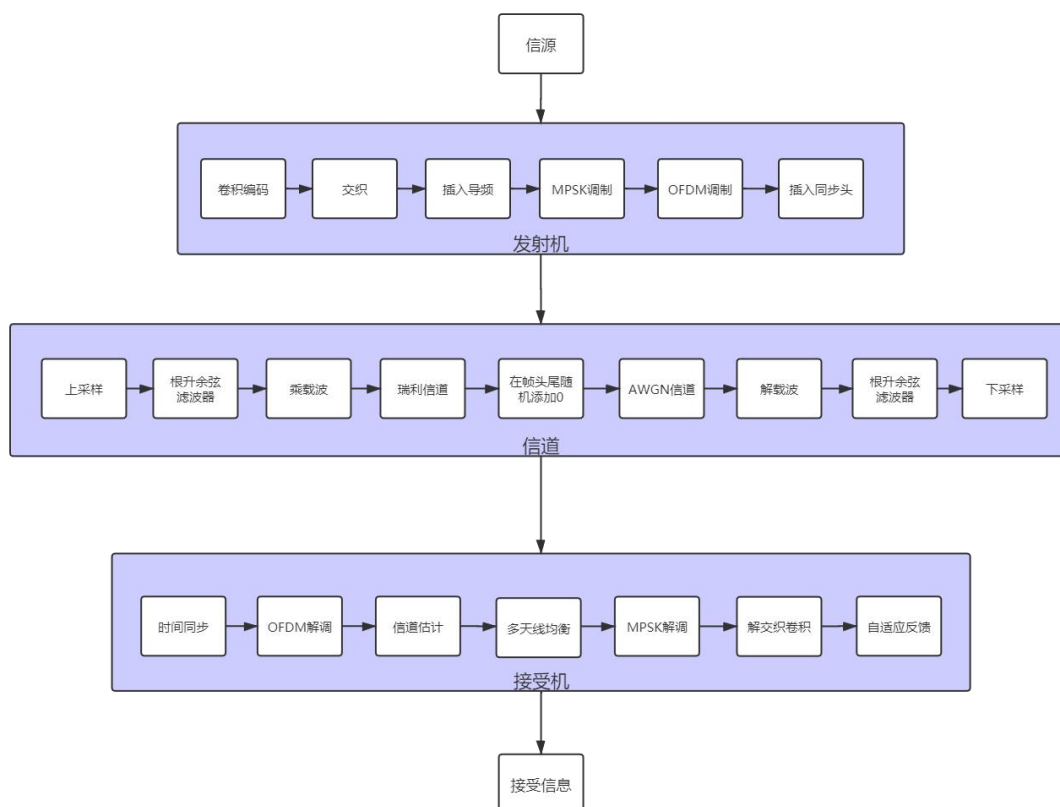 信源
卷积编码
交织
插入导频
MPSK调制
OFDM调制
插入同步头
发射机
上采样
根升余弦
滤波器
乘载波
瑞利信道
在帧头尾随
机添加0
AWGN信道
解载波
根升余弦
滤波器
下采样
信道
时间同步
OFDM解调
信道估计
多天线均衡
MPSK解调
解交织卷积
自适应反馈
接受机
接受信息